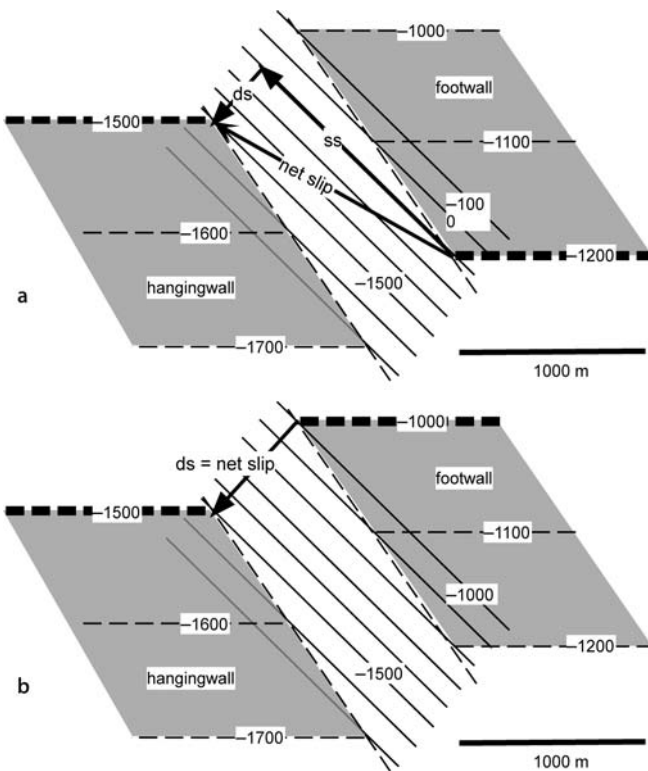 –1000
footwall
ds
–1500
ss
–1100
net slip
–100
0
–1600
–1200
–1500
hangingwall
a
–1700
1000 m
–1000
ds = net slip
footwall
–1500
–1100
–1000
–1600
–1200
–1500
hangingwall
b
–1700
1000 m